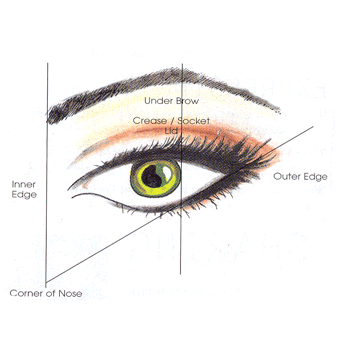 Under Brow
Crease / Socket
Lid
Inner
Edge
Outer Edge
Corner of Nose